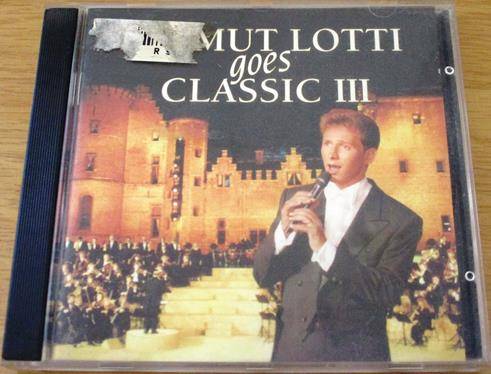 MUT LOTTI
goes
CLASSIC III
R